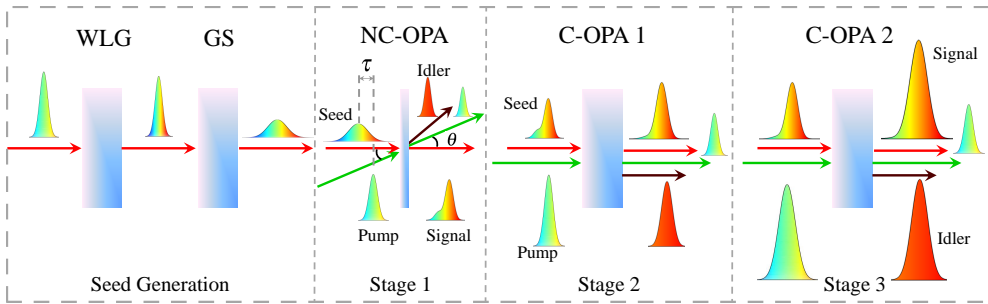 WLG
GS
Seed Generation
NC-OPA
τ
Idler
Seed
θ
Pump
Signal
Stage 1
C-OPA 1
Seed
Pump
Stage 2
C-OPA 2
Signal
Idler
Stage 3